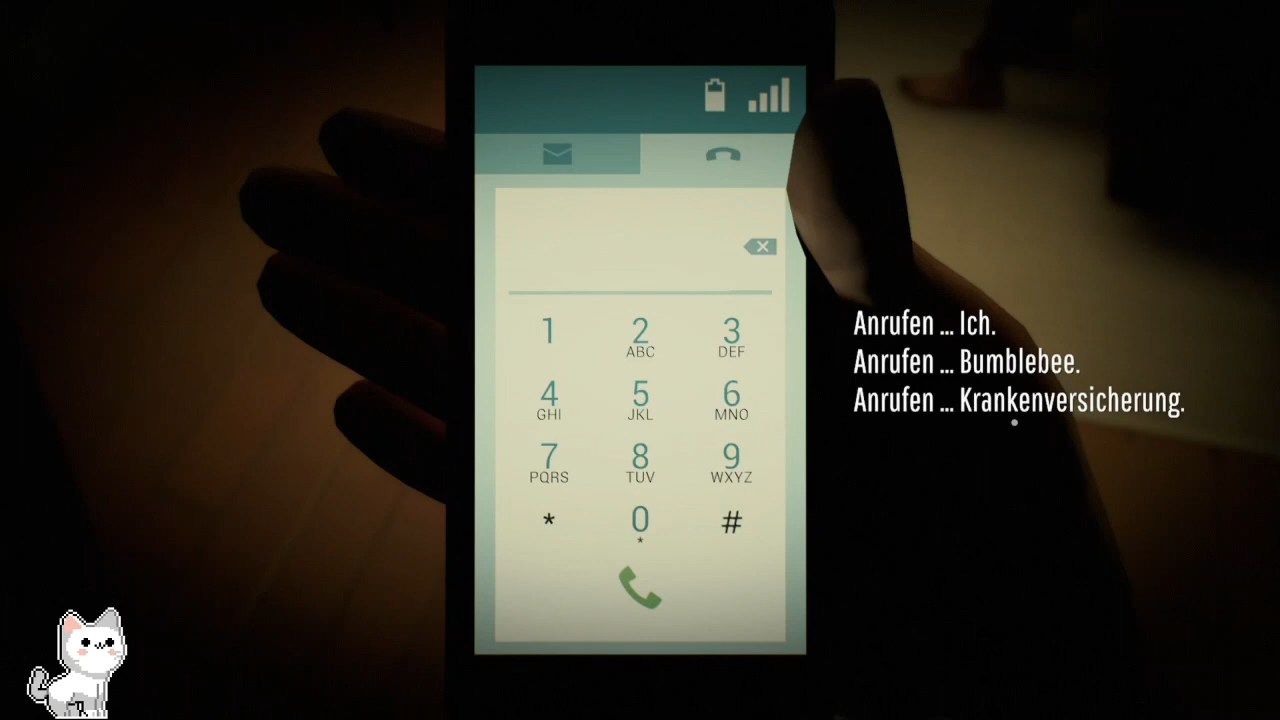 1 2 3
ABC DEF
4 5 6
GHI JKL MNO
7 8 9
PQRS TUV WXYZ
* 0 #
*
Anrufen ... Ich.
Anrufen ... Bumblebee.
Anrufen ... Krankenversicherung.